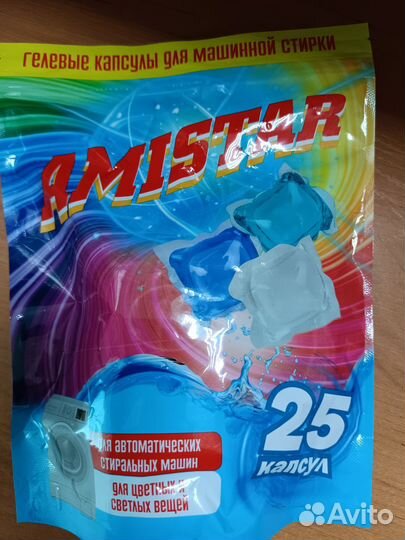 ГЕЛЕВЫЕ КАПСУЛЫ ДЛЯ МАШИННОЙ СТИРКИ
AMISTAR
25
КАПСУЛ
ДЛЯ АВТОМАТИЧЕСКИХ
СТИРАЛЬНЫХ МАШИН
ДЛЯ ЦВЕТНЫХ И
СВЕТЛЫХ ВЕЩЕЙ
Avito